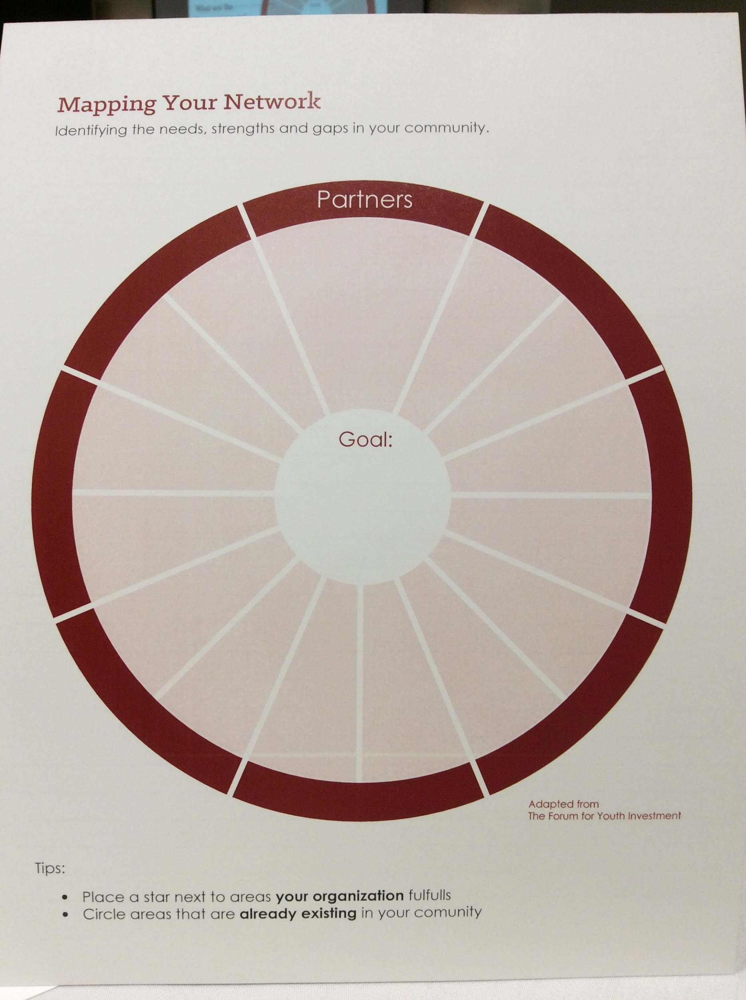 Mapping Your Network
Identifying the needs, strengths and gaps in your community.
Partners
Goal:
Adapted from
The Forum for Youth Investment
Tips:
• Place a star next to areas your organization fulfulls
• Circle areas that are already existing in your comunity